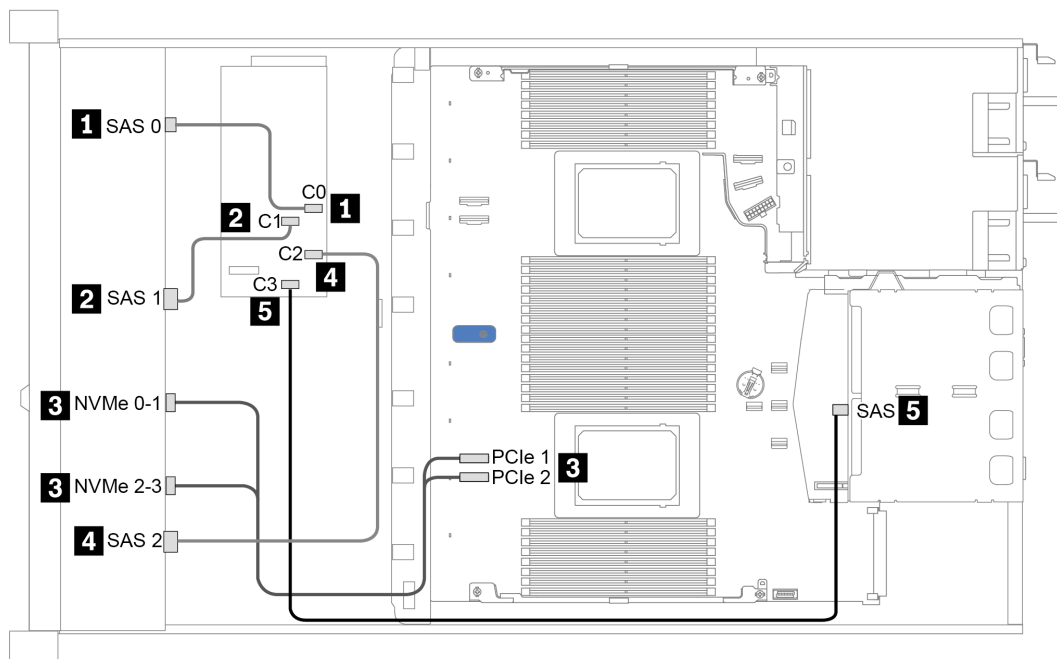 1 SAS 0
C0
1
2 C1
C2
4
2 SAS 1
C3
5
3 NVMe 0-1
SAS 5
PCIe 1
PCIe 2
3
3 NVMe 2-3
4 SAS 2